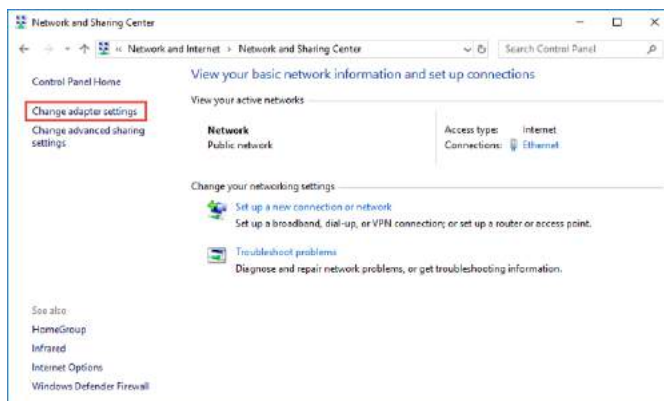 Network and Sharing Center
« Network and Internet › Network and Sharing Center
Search Control Panel
Control Panel Home
Change adapter settings
Change advanced sharing
settings
View your basic network information and set up connections
View your active networks
Network
Public network
Access type: Internet
Connections: Ethernet
Change your networking settings
Set up a new connection or network
Set up a broadband, dial-up, or VPN connection; or set up a router or access point.
Troubleshoot problems
Diagnose and repair network problems, or get troubleshooting information.
See also
HomeGroup
Infrared
Internet Options
Windows Defender Firewall